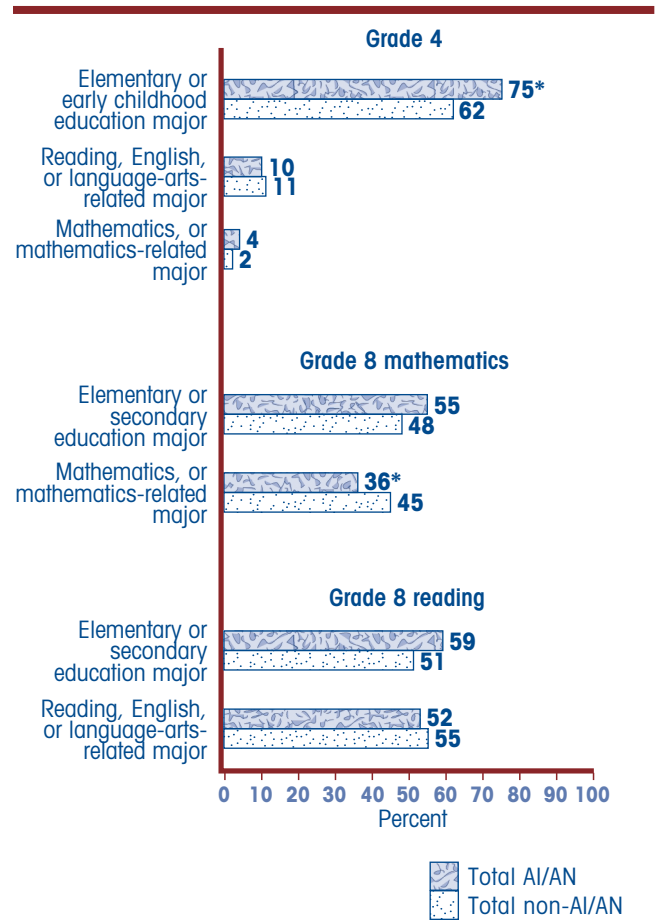 Grade 4
Elementary or
early childhood
education major
75*
62
Reading, English,
or language-arts-
related major
10
11
Mathematics, or
mathematics-related
major
4
2
Grade 8 mathematics
Elementary or
secondary
education major
55
48
Mathematics, or
mathematics-related
major
36*
45
Grade 8 reading
Elementary or
secondary
education major
59
51
Reading, English,
or language-arts-
related major
52
55
0 10 20 30 40 50 60 70 80 90 100
Percent
Total AI/AN
Total non-AI/AN